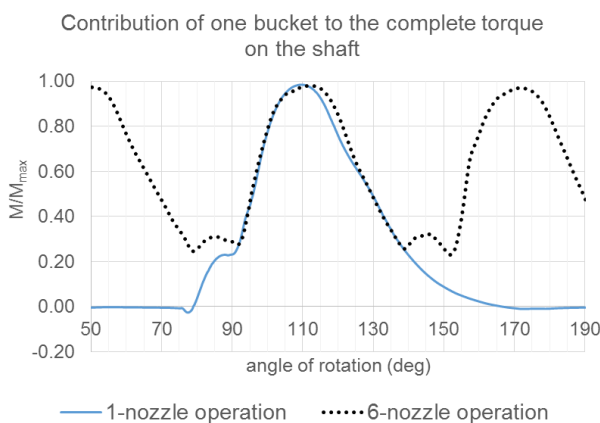 Contribution of one bucket to the complete torque
on the shaft
1.00
0.80
0.60
0.40
0.20
0.00
-0.20
M/Mmax
50 70 90 110 130 150 170 190
angle of rotation (deg)
1-nozzle operation 6-nozzle operation